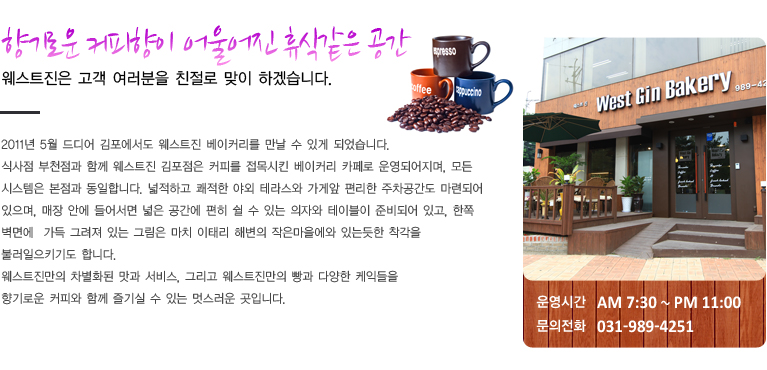 향기로운 커피향이 어울어진 휴식같은 공간
웨스트진은 고객 여러분을 친절로 맞이 하겠습니다.
espresso
coffee
cappuccino
2011년 5월 드디어 김포에서도 웨스트진 베이커리를 만날 수 있게 되었습니다.
식사점 부천점과 함께 웨스트진 김포점은 커피를 접목시킨 베이커리 카페로 운영되어지며, 모든
시스템은 본점과 동일합니다. 넓적하고 쾌적한 야외 테라스와 가게앞 편리한 주차공간도 마련되어
있으며, 매장 안에 들어서면 넓은 공간에 편히 쉴 수 있는 의자와 테이블이 준비되어 있고, 한쪽
벽면에 가득 그려져 있는 그림은 마치 이태리 해변의 작은마을에와 있는듯한 착각을
불러일으키기도 합니다.
웨스트진만의 차별화된 맛과 서비스, 그리고 웨스트진만의 빵과 다양한 케익들을
향기로운 커피와 함께 즐기실 수 있는 멋스러운 곳입니다.
West Gin Bakery
989-42
운영시간 AM 7:30 ~ PM 11:00
문의전화 031-989-4251